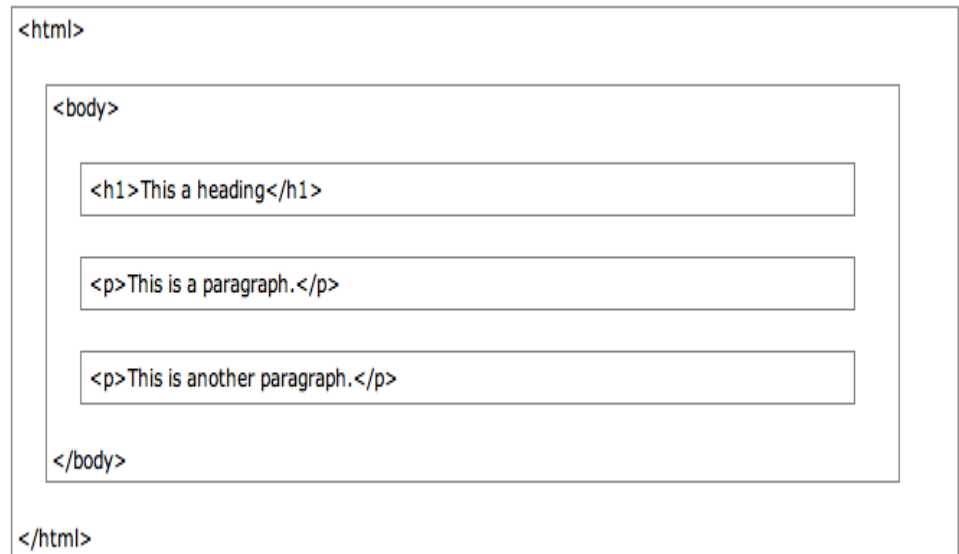 <html>
<body>
<h1>This a heading</h1>
<p>This is a paragraph.</p>
<p>This is another paragraph.</p>
</body>
</html>